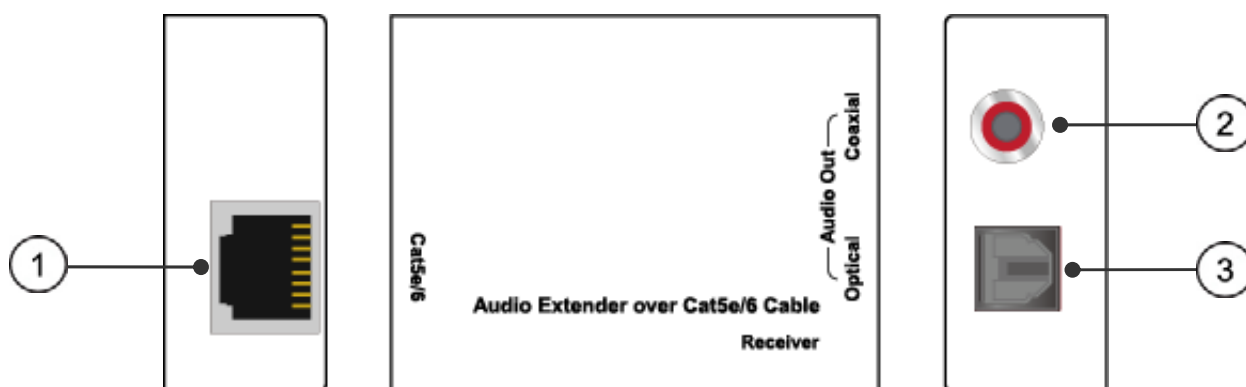 1
Cat5e/6
Audio Out
Coaxial
Optical
Audio Extender over Cat5e/6 Cable
Receiver
2
3